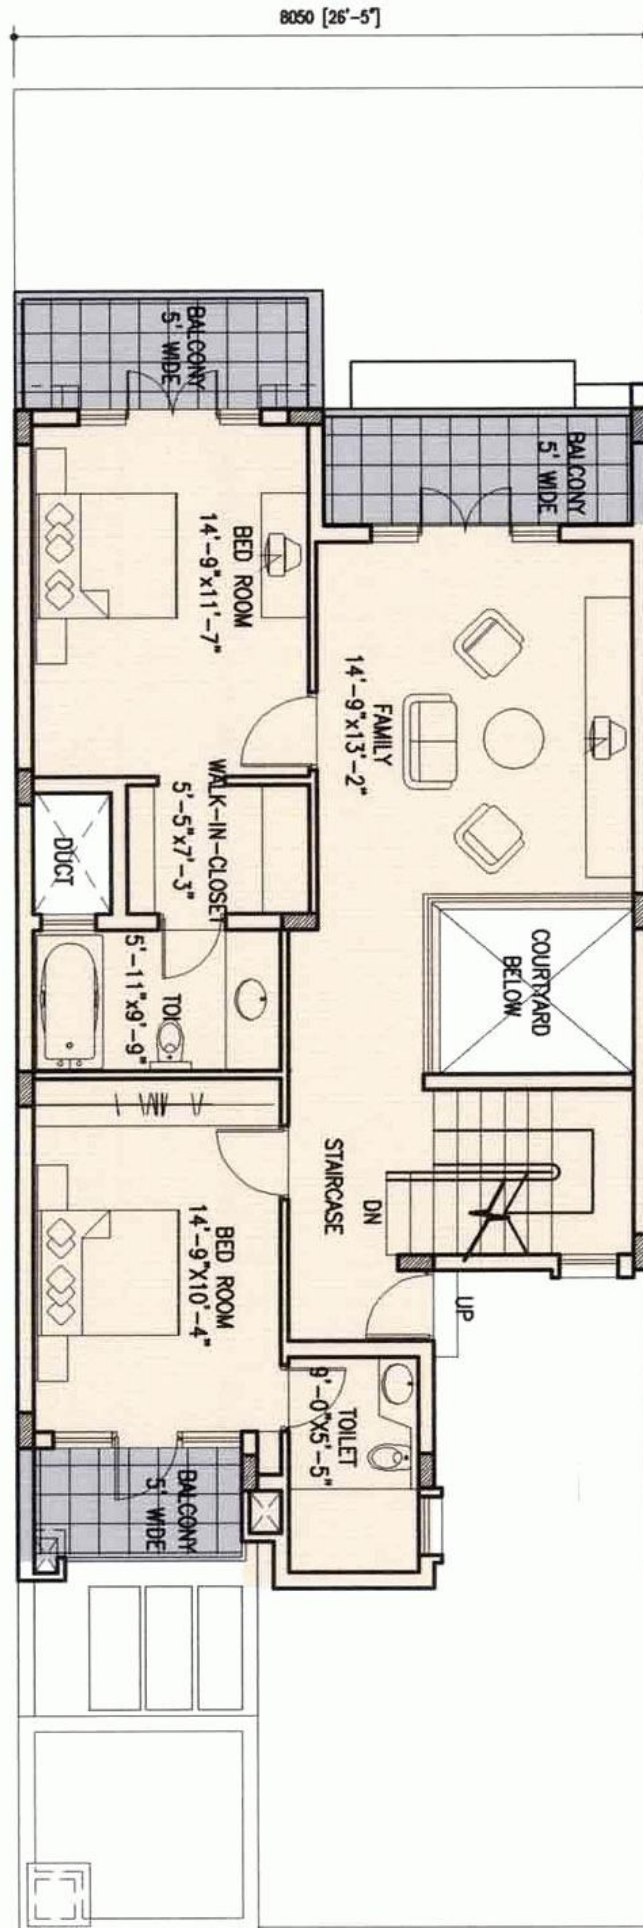 8050 [26'-5"]
BALCONY
5' WIDE
BALCONY
5' WIDE
BED ROOM
14'-9"x11'-7"
FAMILY
14'-9"x13'-2"
WALK-IN-CLOSET
5'-5"x7'-3"
DUCT
COURTYARD
BELOW
TOI
5'-11"x9'-9"
STAIRCASE
DN
UP
BED ROOM
14'-9"X10'-4"
TOILET
9'-0"X5'-5"
BALCONY
5' WIDE